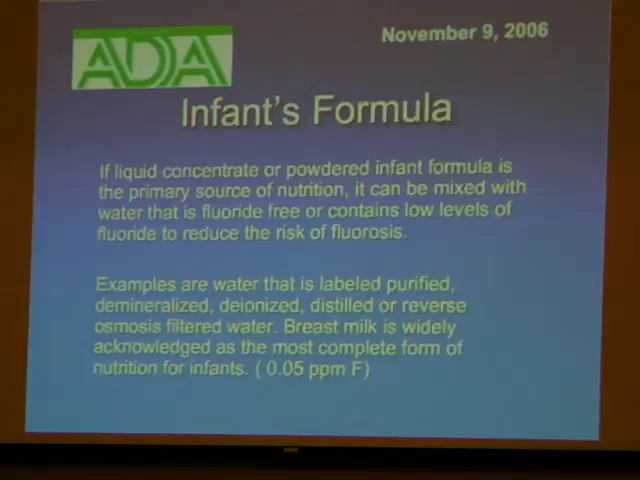 ADA
November 9, 2006
Infant's Formula
If liquid concentrate or powdered infant formula is
the primary source of nutrition, it can be mixed with
water that is fluoride free or contains low levels of
fluoride to reduce the risk of fluorosis.
Examples are water that is labeled purified,
demineralized, deionized, distilled or reverse
osmosis filtered water. Breast milk is widely
acknowledged as the most complete form of
nutrition for infants. ( 0.05 ppm F)